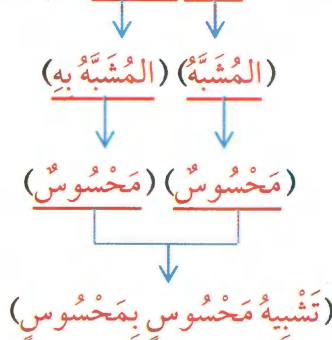 (المُشَبَّهُ) (المُشَبَّهُ بِهِ)
(مَحْسُوسٌ) (مَحْسُوسٌ)
(تَشْبِيهُ مَحْسُوسٍ بِمَحْسُوسٍ)